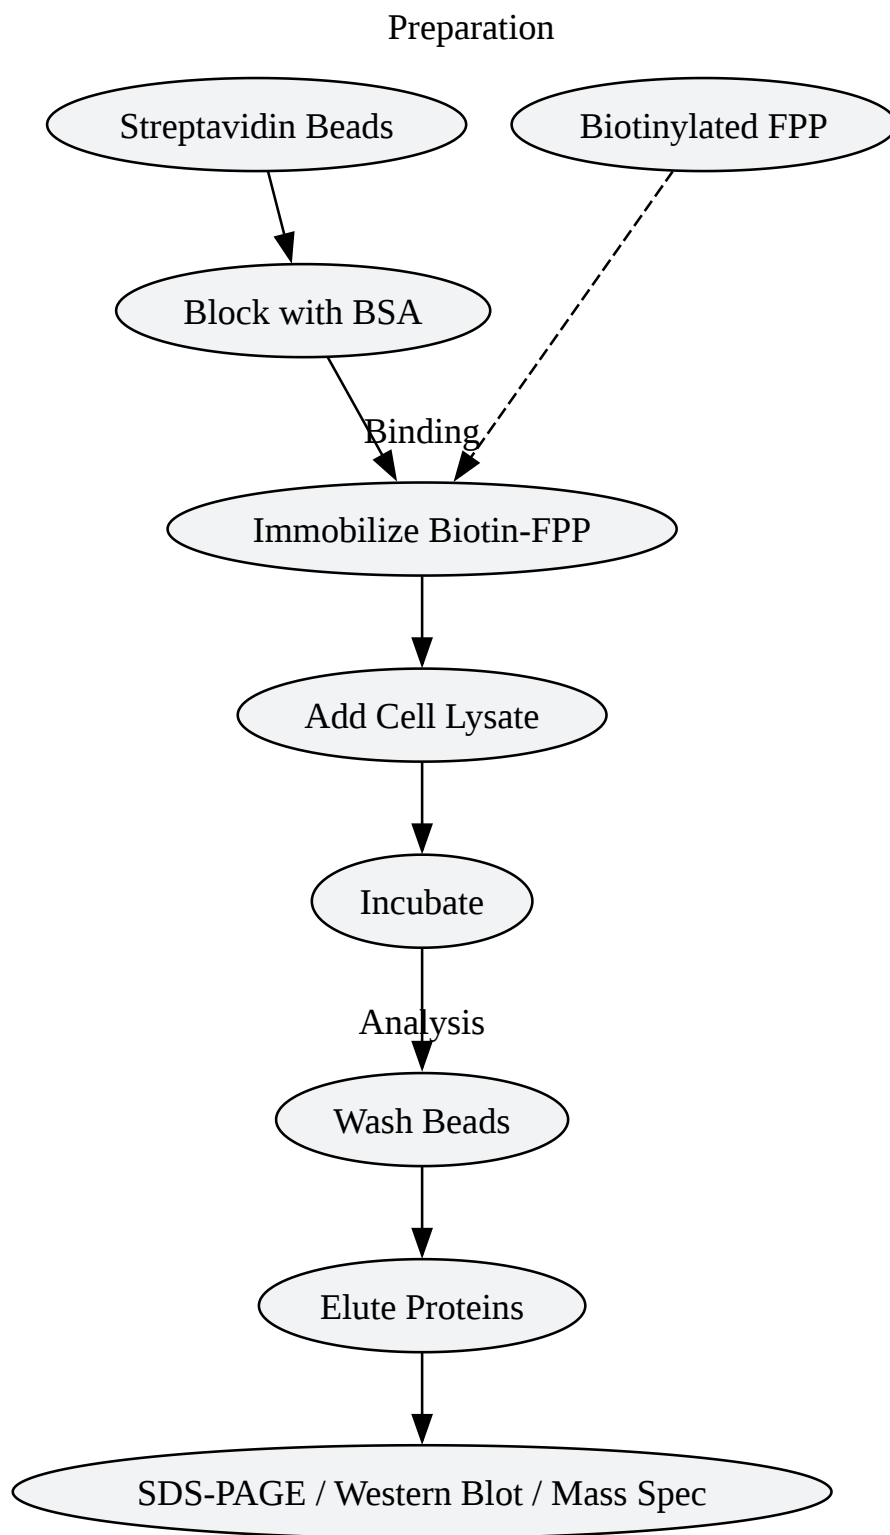 Preparation
Streptavidin Beads
Biotinylated FPP
Block with BSA
Binding
Immobilize Biotin-FPP
Add Cell Lysate
Incubate
Analysis
Wash Beads
Elute Proteins
SDS-PAGE / Western Blot / Mass Spec